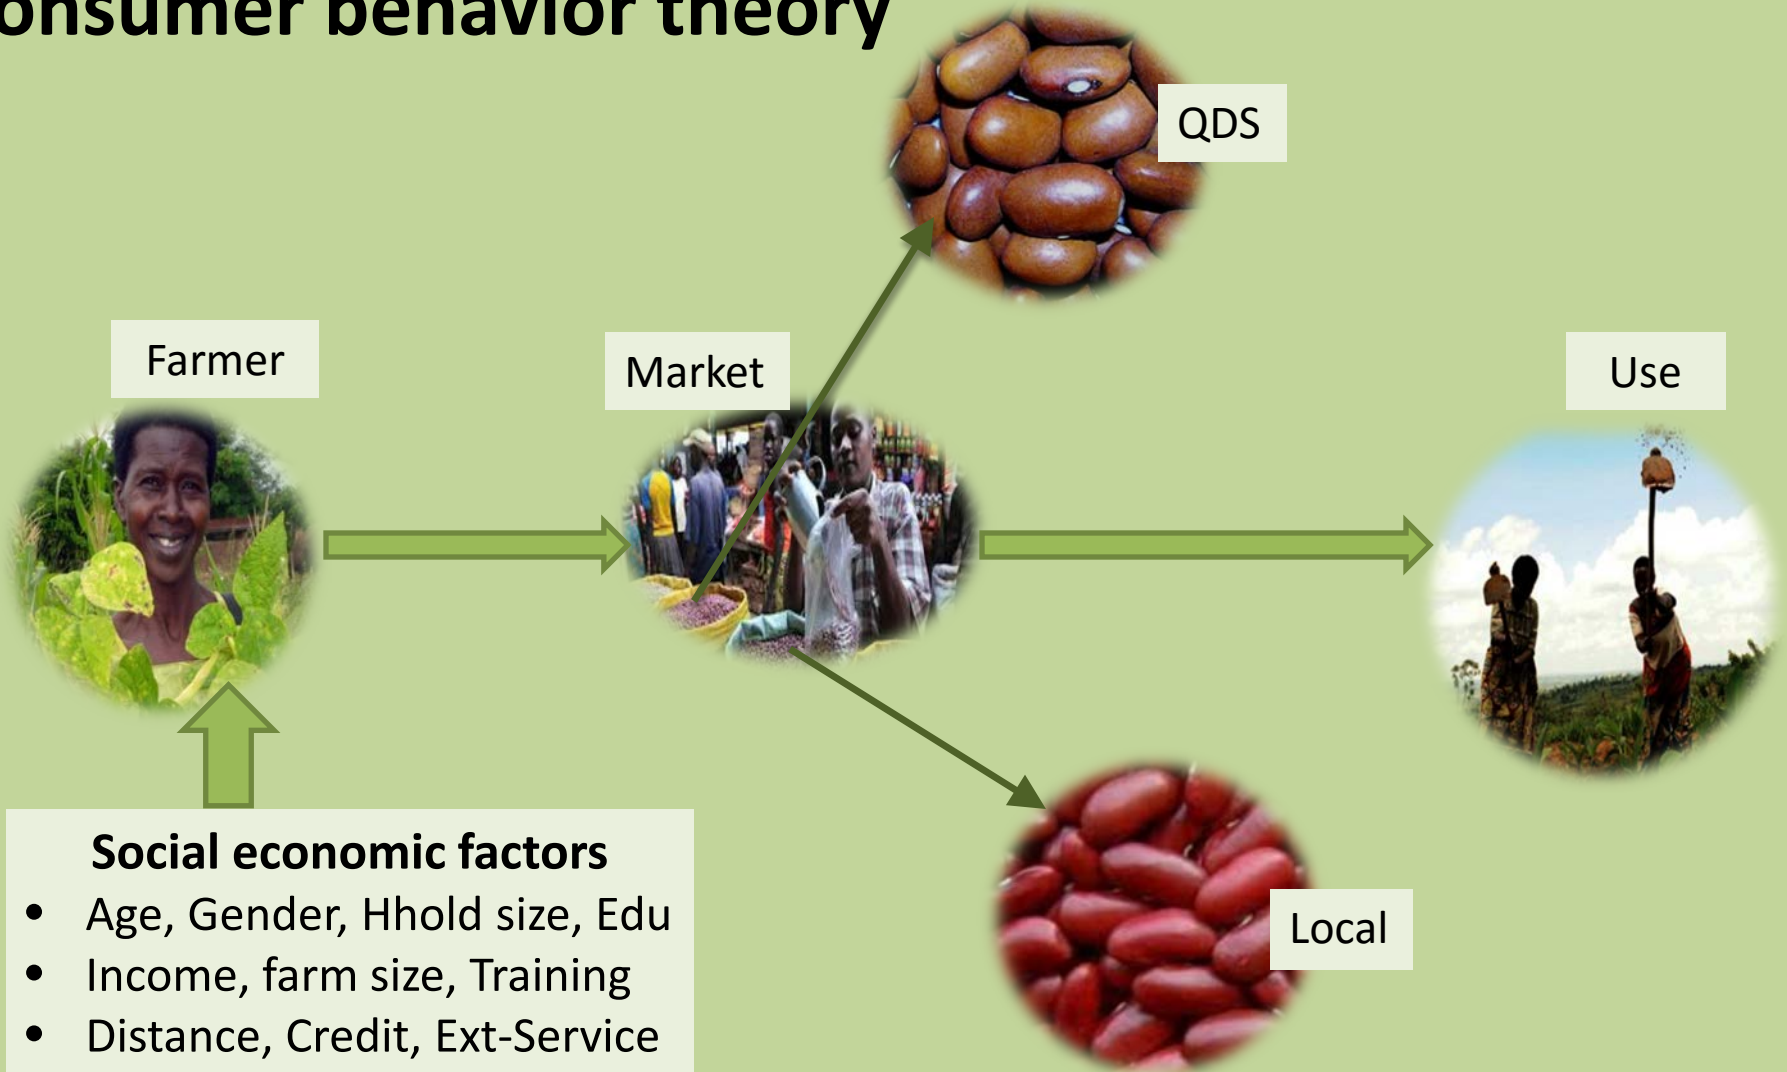 onsumer behavior theory
QDS
Farmer
Market
Use
Social economic factors
• Age, Gender, Hhold size, Edu
• Income, farm size, Training
• Distance, Credit, Ext-Service
Local